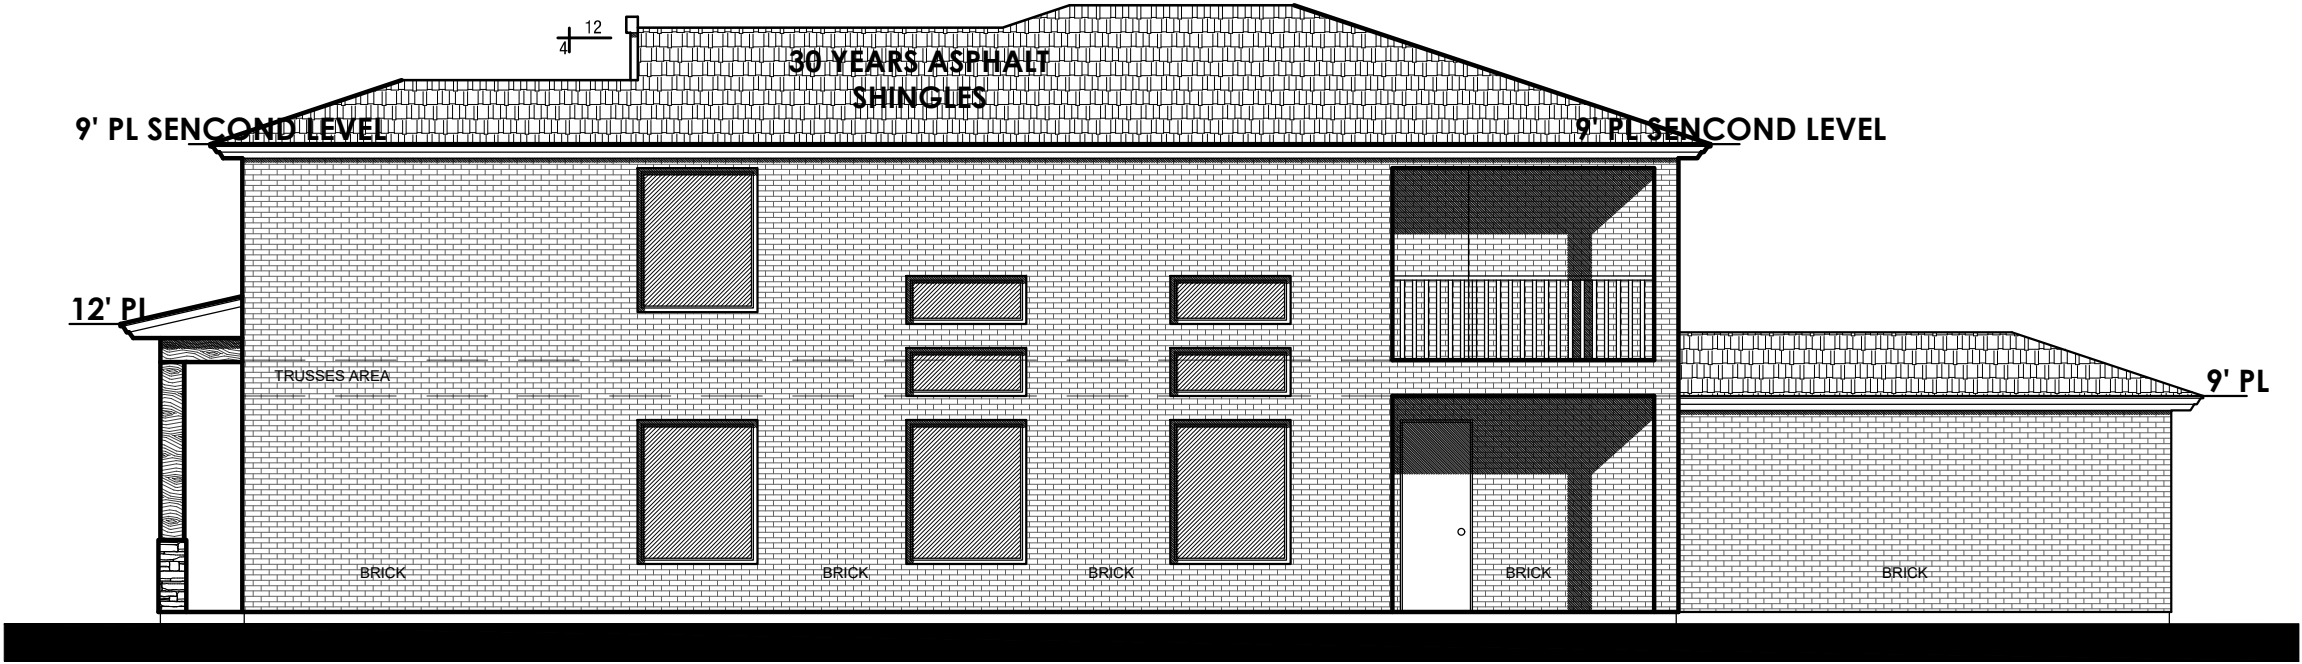 12
4
30 YEARS ASPHALT
SHINGLES
9' PL SENCOND LEVEL
9' PL SENCOND LEVEL
12' PL
TRUSSES AREA
9' PL
BRICK
BRICK
BRICK
BRICK
BRICK